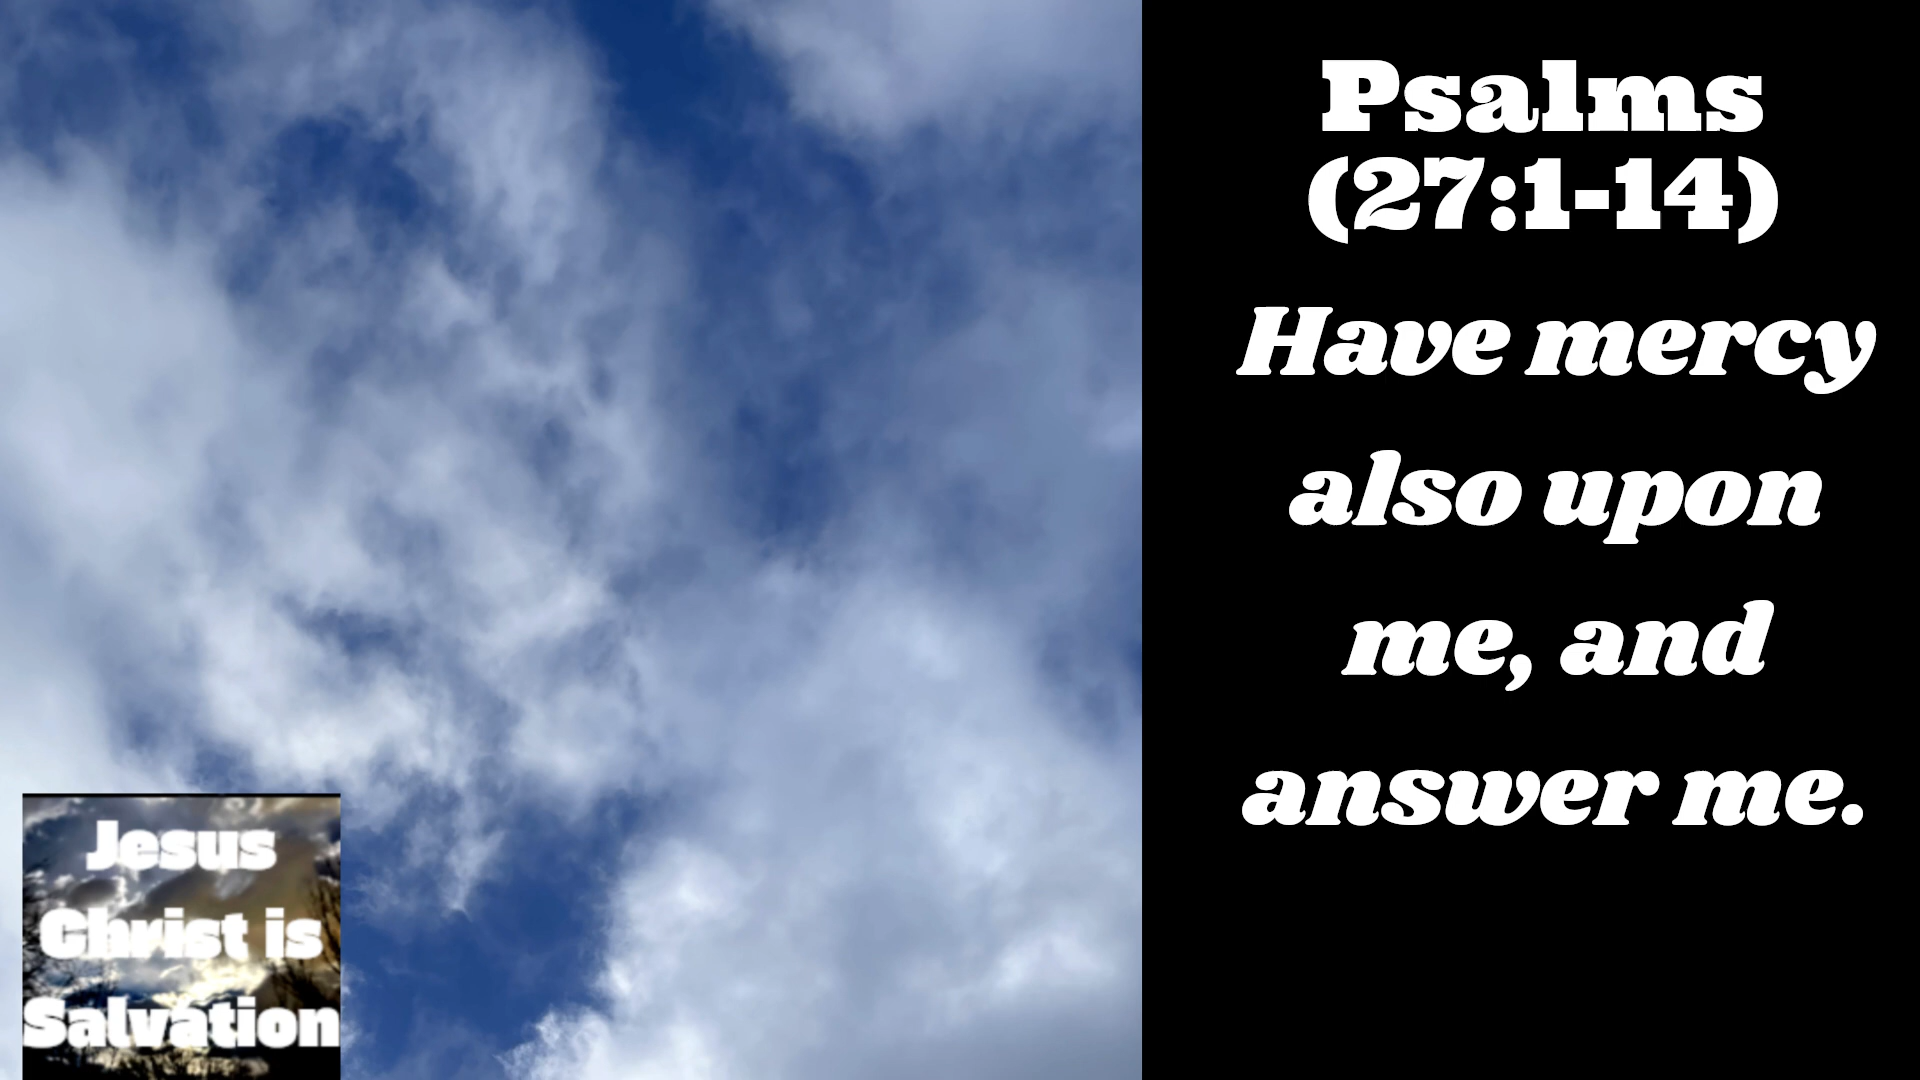 Psalms
(27:1-14)
Have mercy
also upon
me, and
answer me.
Jesus
Christ is
Salvation